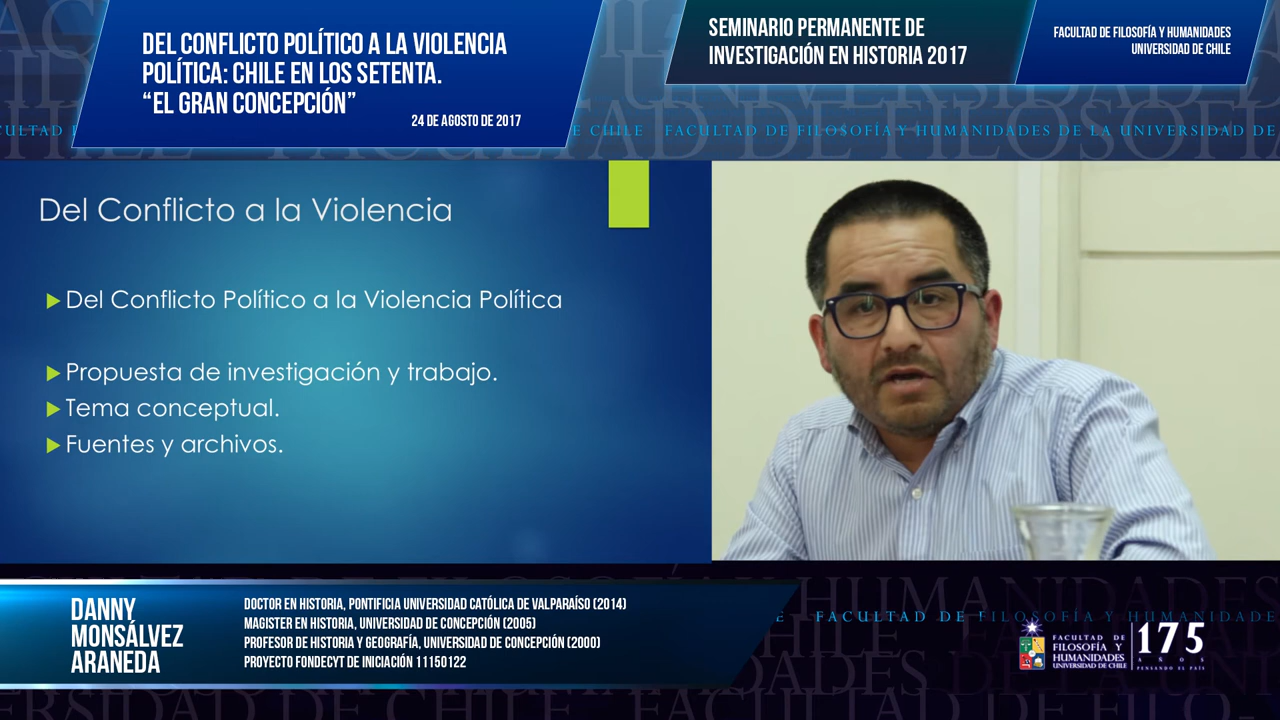 DEL CONFLICTO POLÍTICO A LA VIOLENCIA
POLÍTICA: CHILE EN LOS SETENTA.
“EL GRAN CONCEPCIÓN”
24 DE AGOSTO DE 2017
SEMINARIO PERMANENTE DE
INVESTIGACIÓN EN HISTORIA 2017
FACULTAD DE FILOSOFÍA Y HUMANIDADES
UNIVERSIDAD DE CHILE
E CHILE FACULTAD DE FILOSOFÍA Y HUMANIDADES DE LA UNIVERSIDAD DE
Del Conflicto a la Violencia
Del Conflicto Político a la Violencia Política
Propuesta de investigación y trabajo.
Tema conceptual.
Fuentes y archivos.
DANNY
MONSÁLVEZ
ARANEDA
DOCTOR EN HISTORIA, PONTIFICIA UNIVERSIDAD CATÓLICA DE VALPARAÍSO (2014)
MAGISTER EN HISTORIA, UNIVERSIDAD DE CONCEPCIÓN (2005)
PROFESOR DE HISTORIA Y GEOGRAFÍA, UNIVERSIDAD DE CONCEPCIÓN (2000)
PROYECTO FONDECYT DE INICIACIÓN 11150122
FACULTAD DE FILOSOFÍA Y HUMANIDADES
FACULTAD DE
FILOSOFÍA Y
HUMANIDADES
UNIVERSIDAD DE CHILE
175
AÑOS
PENSANDO EL PAÍS